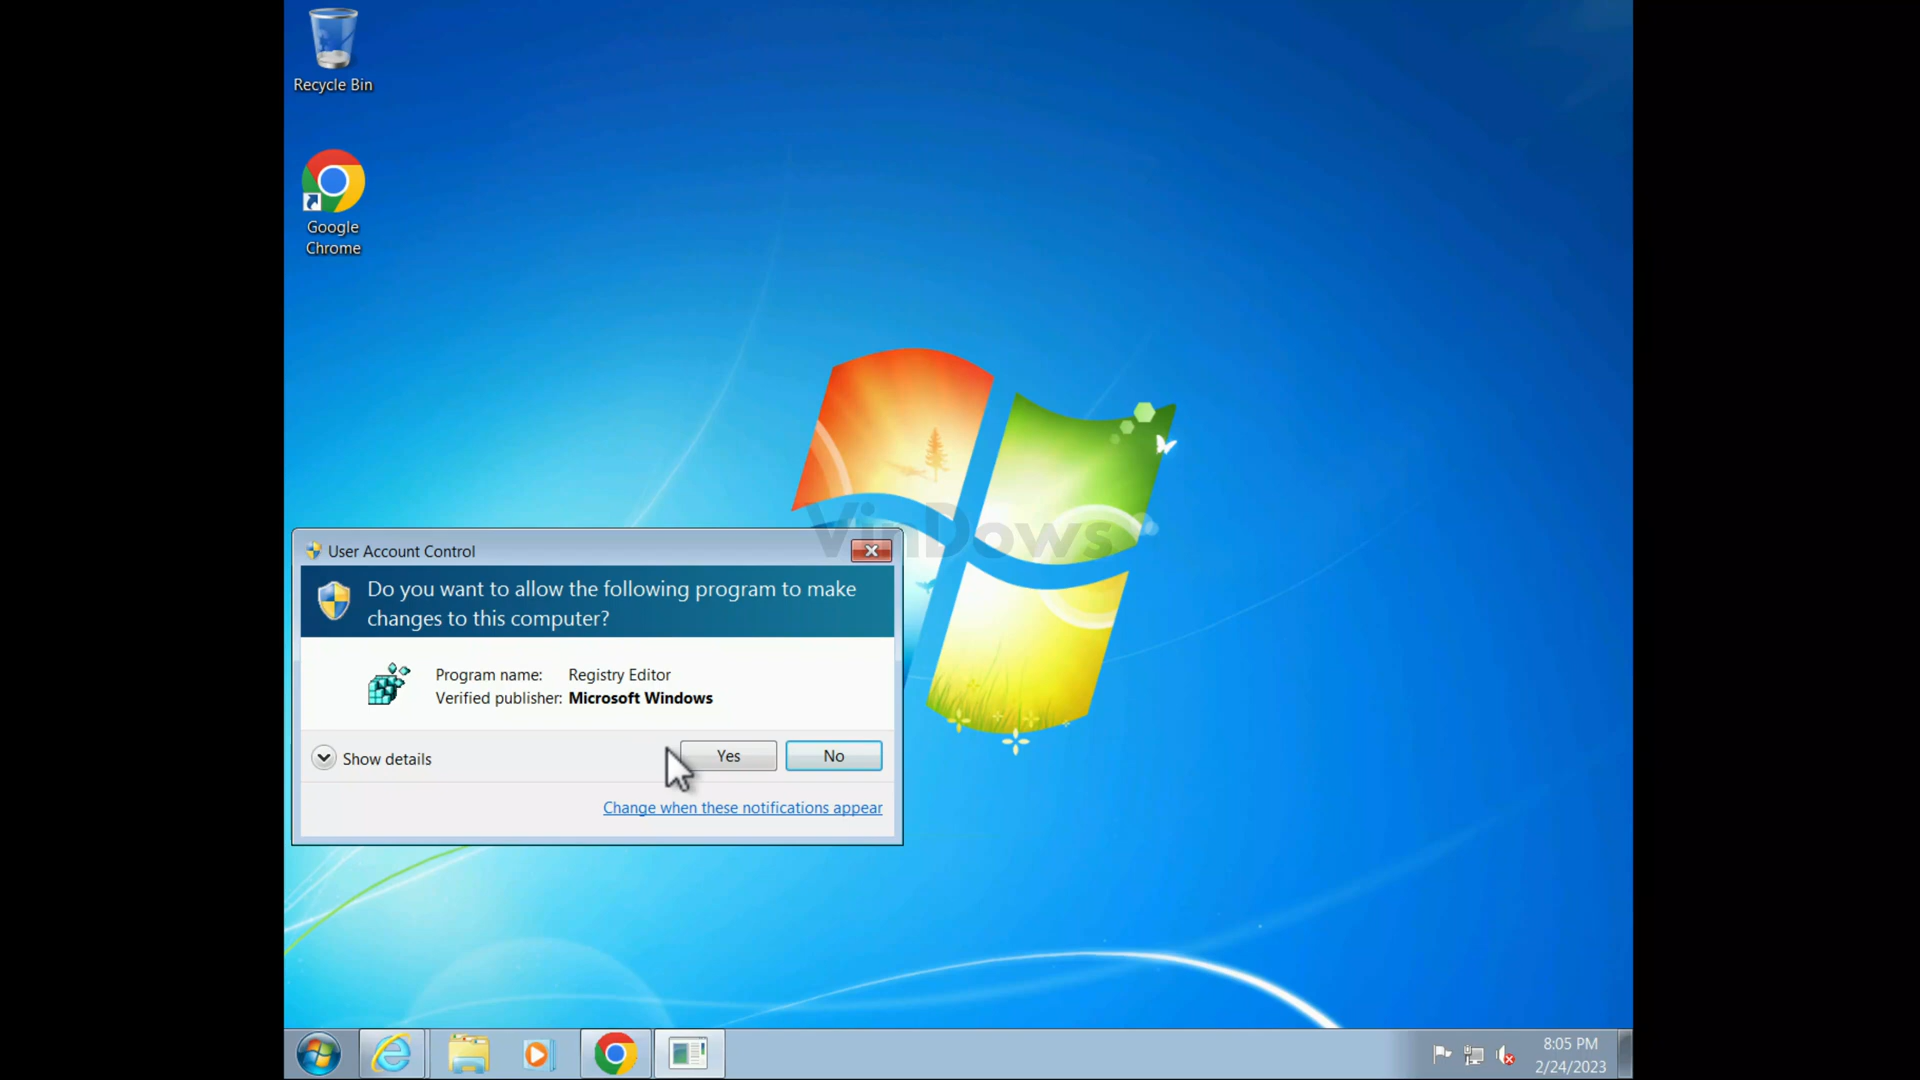 Recycle Bin
Google
Chrome
VinDows
User Account Control
Do you want to allow the following program to make
changes to this computer?
Program name: Registry Editor
Verified publisher: Microsoft Windows
Show details
Yes
No
Change when these notifications appear
8:05 PM
2/24/2023